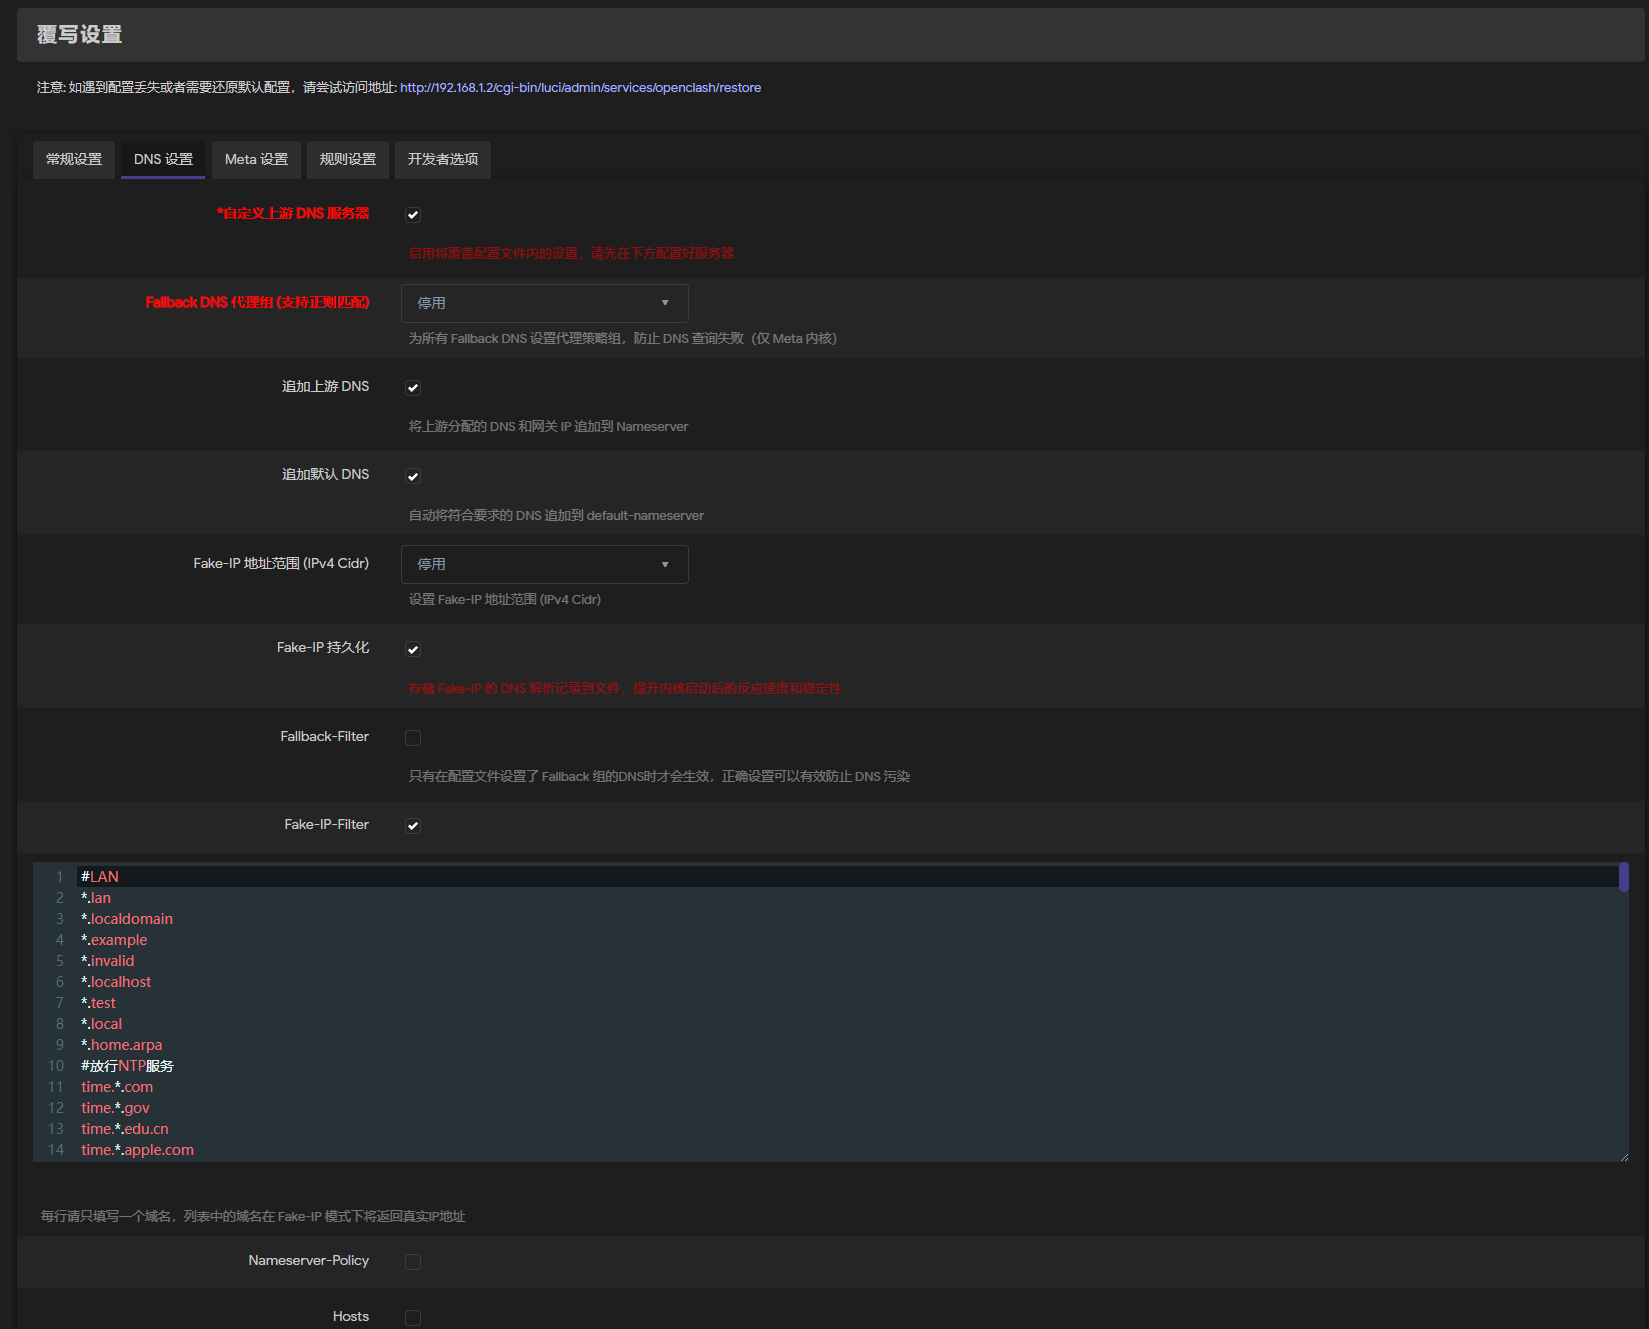 覆写设置
注意: 如遇到配置丢失或者需要还原默认配置，请尝试访问地址: http://192.168.1.2/cgi-bin/luci/admin/services/openclash/restore
常规设置 DNS 设置 Meta 设置 规则设置 开发者选项
*自定义上游 DNS 服务器
启用将覆盖配置文件内的设置，请先在下方配置好服务器
Fallback DNS 代理组 (支持正则匹配) 停用
为所有 Fallback DNS 设置代理策略组，防止 DNS 查询失败（仅 Meta 内核）
追加上游 DNS
将上游分配的 DNS 和网关 IP 追加到 Nameserver
追加默认 DNS
自动将符合要求的 DNS 追加到 default-nameserver
Fake-IP 地址范围 (IPv4 Cidr) 停用
设置 Fake-IP 地址范围 (IPv4 Cidr)
Fake-IP 持久化
存储 Fake-IP 的 DNS 解析记录到文件，提升内核启动后的反应速度和稳定性
Fallback-Filter
只有在配置文件设置了 Fallback 组的DNS时才会生效，正确设置可以有效防止 DNS 污染
Fake-IP-Filter
1 #LAN
2 *.lan
3 *.localdomain
4 *.example
5 *.invalid
6 *.localhost
7 *.test
8 *.local
9 *.home.arpa
10 #放行NTP服务
11 time.*.com
12 time.*.gov
13 time.*.edu.cn
14 time.*.apple.com
每行请只填写一个域名，列表中的域名在 Fake-IP 模式下将返回真实IP地址
Nameserver-Policy
Hosts